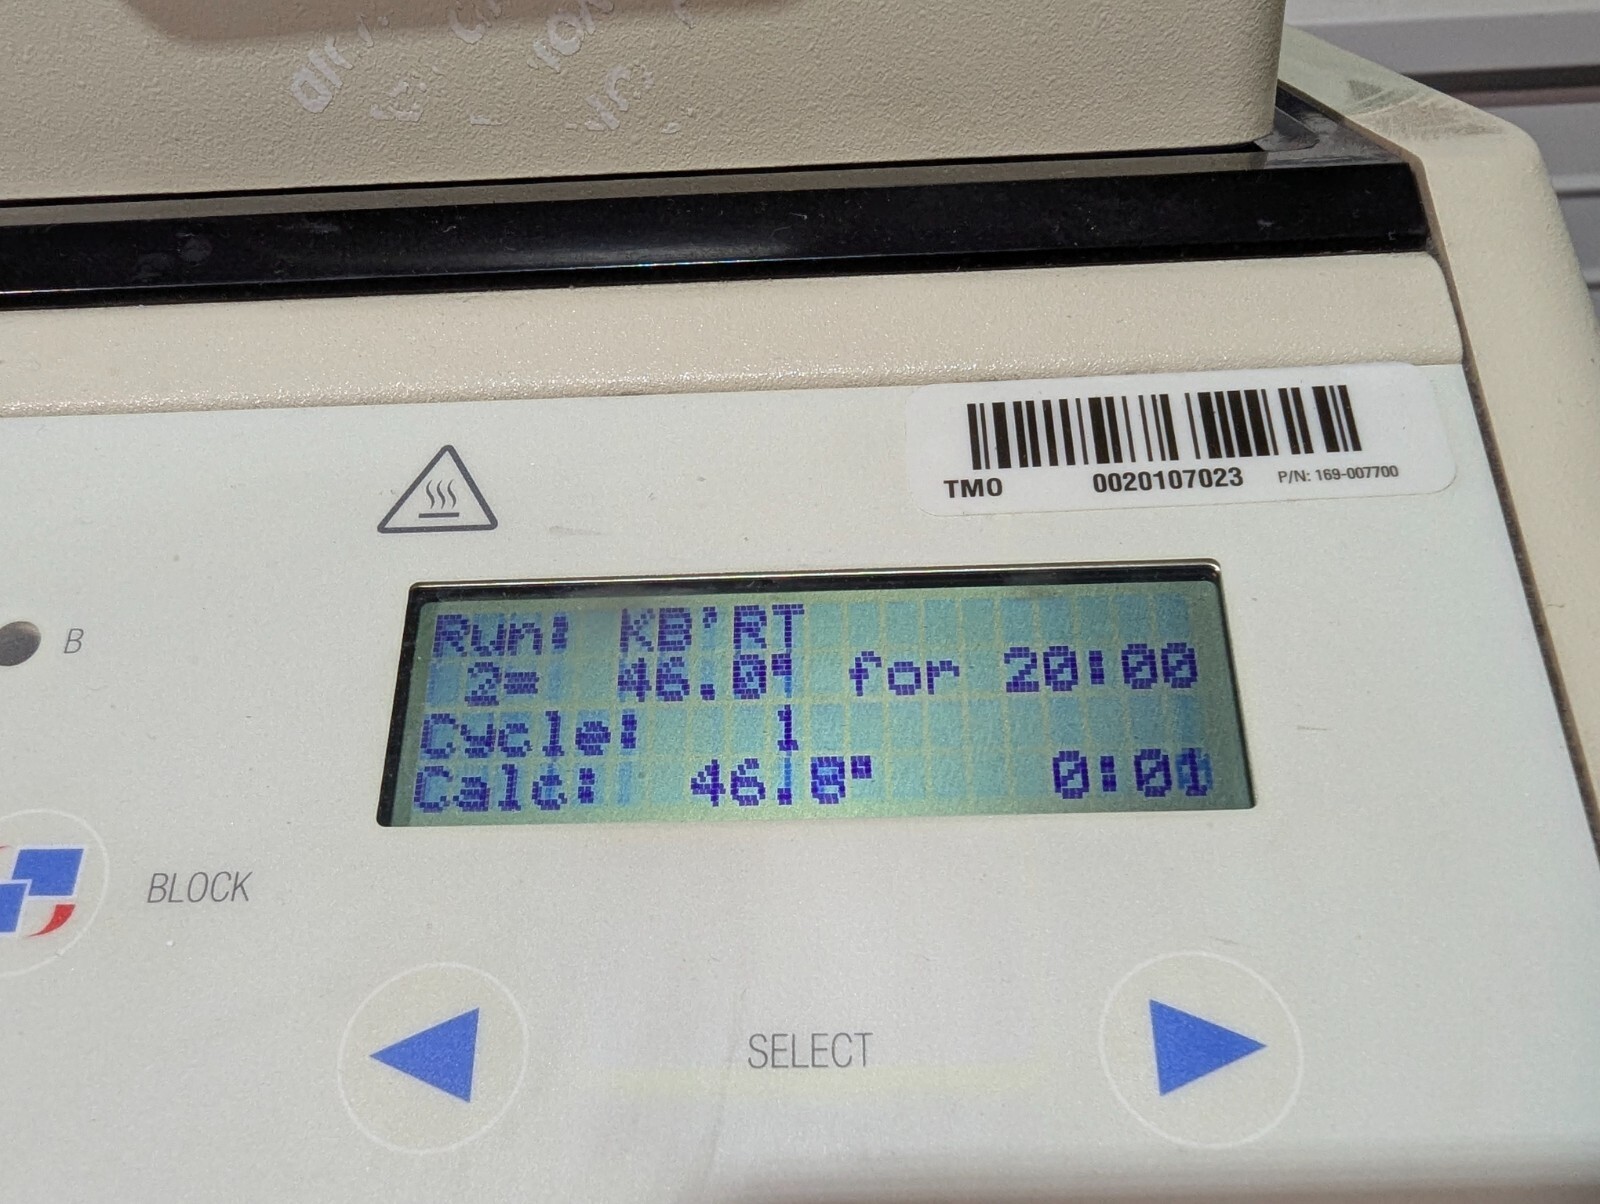 TMO 0020107023 P/N: 169-007700
Run: KB'RT
2= 46.0° for 20:00
Cycle: 1
Calc: 46.8° 0:01
B
BLOCK
SELECT